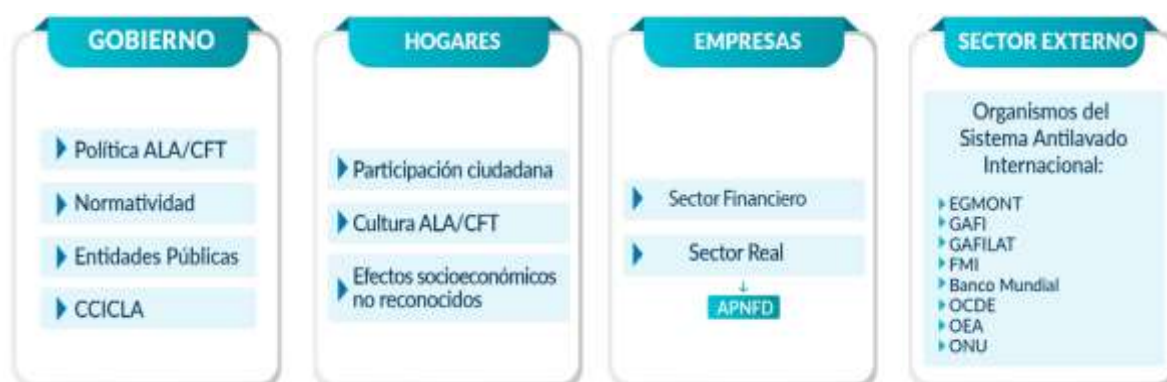 GOBIERNO
Política ALA/CFT
Normatividad
Entidades Públicas
CCICLA
HOGARES
Participación ciudadana
Cultura ALA/CFT
Efectos socioeconómicos
no reconocidos
EMPRESAS
Sector Financiero
Sector Real
APNFD
SECTOR EXTERNO
Organismos del
Sistema Antilavado
Internacional:
EGMONT
GAFI
GAFILAT
FMI
Banco Mundial
OCDE
OEA
ONU